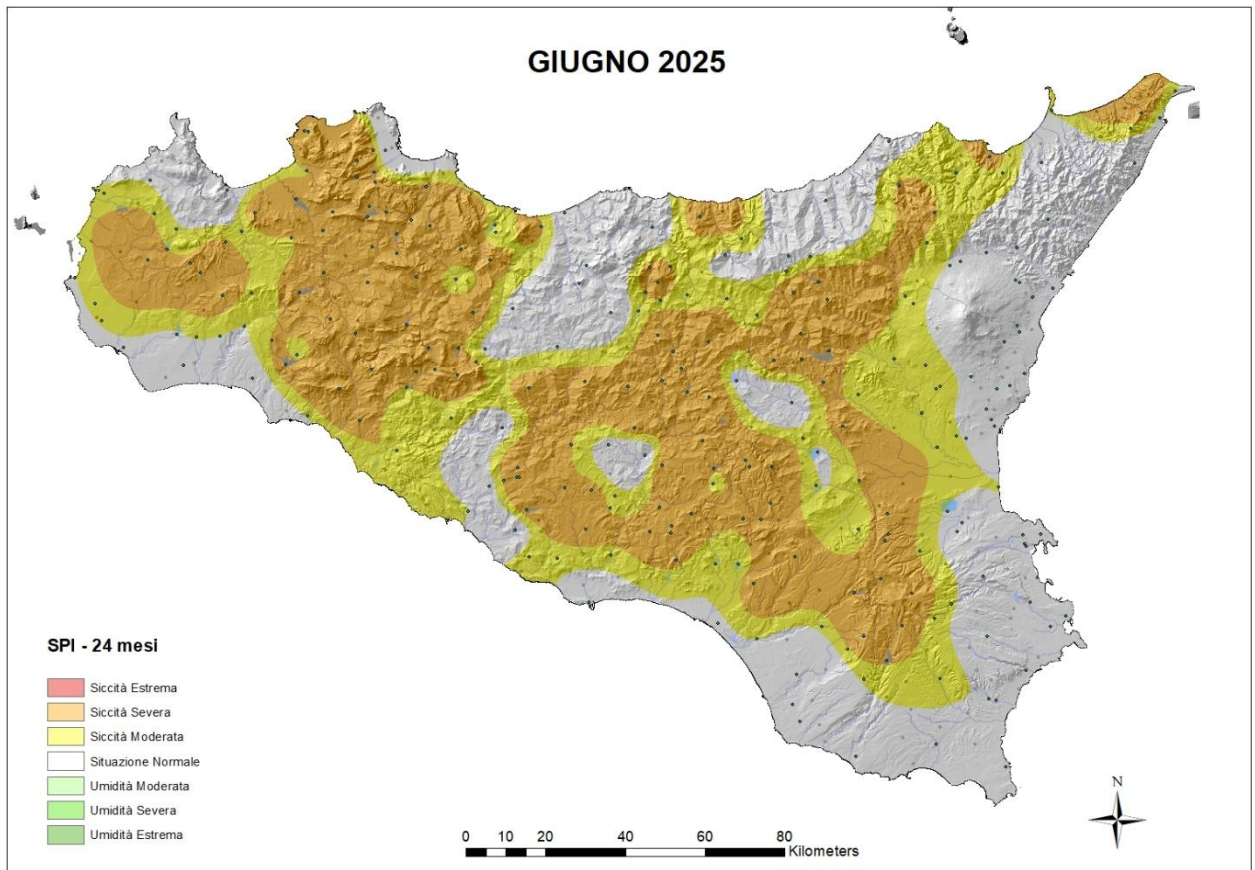 GIUGNO 2025
SPI - 24 mesi
Siccità Estrema
Siccità Severa
Siccità Moderata
Situazione Normale
Umidità Moderata
Umidità Severa
Umidità Estrema
N
0 10 20 40 60 80
Kilometers